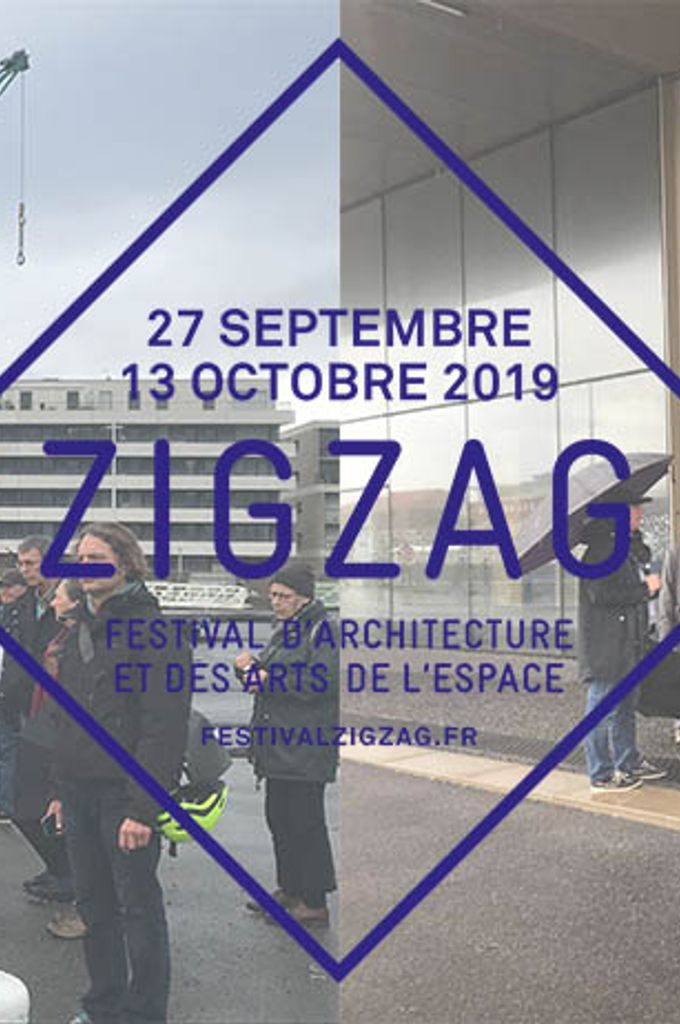 27 SEPTEMBRE
13 OCTOBRE 2019
ZIGZAG
FESTIVAL D'ARCHITECTURE
ET DES ARTS DE L'ESPACE
FESTIVALZIGZAG.FR